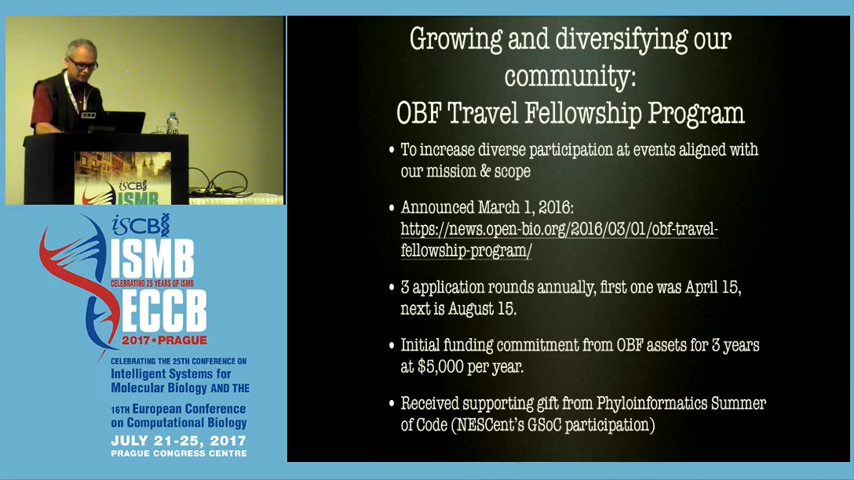 Growing and diversifying our
community:
OBF Travel Fellowship Program
• To increase diverse participation at events aligned with
our mission & scope
• Announced March 1, 2016:
https://news.open-bio.org/2016/03/01/obf-travel-
fellowship-program/
• 3 application rounds annually, first one was April 15,
next is August 15.
• Initial funding commitment from OBF assets for 3 years
at $5,000 per year.
• Received supporting gift from Phyloinformatics Summer
of Code (NESCent's GSoC participation)
iSCB
ISMB
iSCB
ISMB
CELEBRATING 25 YEARS OF ISMB
ECCB
2017 • PRAGUE
CELEBRATING THE 25TH CONFERENCE ON
Intelligent Systems for
Molecular Biology AND THE
16TH European Conference
on Computational Biology
JULY 21-25, 2017
PRAGUE CONGRESS CENTRE